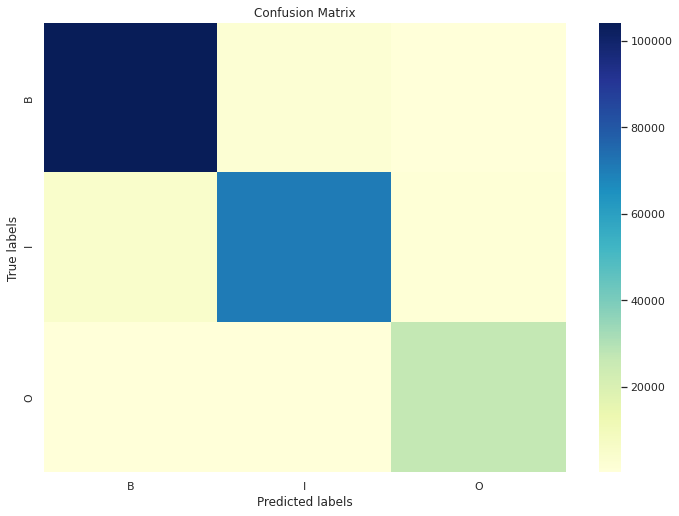 Confusion Matrix
100000
80000
60000
40000
20000
True labels
B
I
O
B I O
Predicted labels